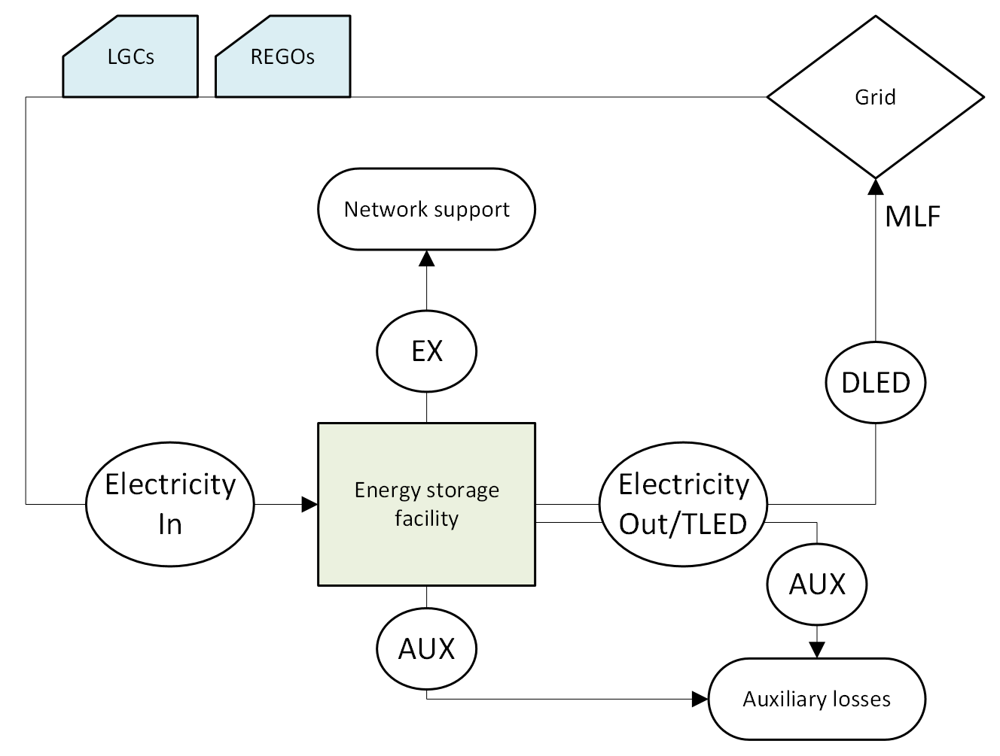 LGCs
REGOs
Grid
Network support
MLF
EX
DLED
Electricity
In
Energy storage
facility
Electricity
Out/TLED
AUX
AUX
Auxiliary losses